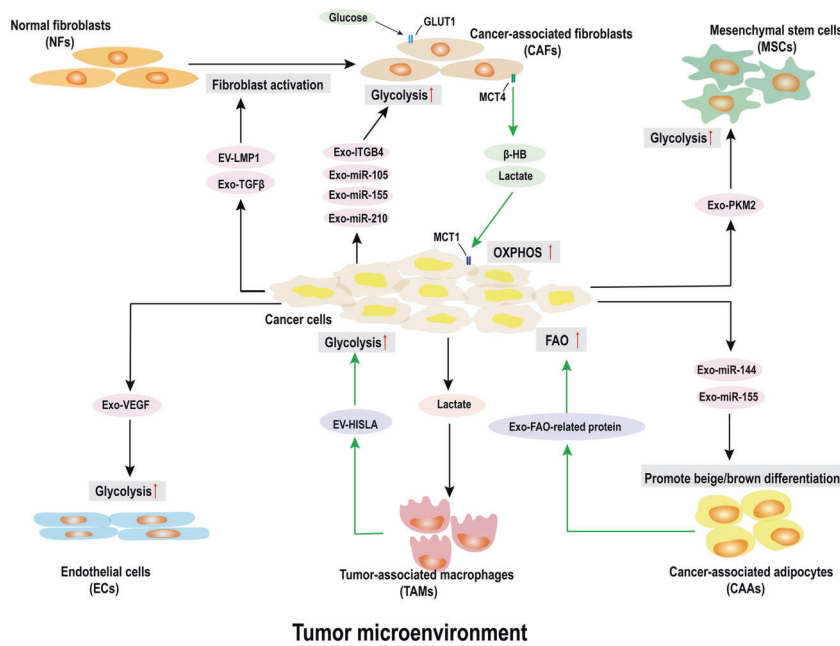 Normal fibroblasts
(NFs)
Glucose
GLUT1
Cancer-associated fibroblasts
(CAFs)
Mesenchymal stem cells
(MSCs)
Fibroblast activation
Glycolysis↑
MCT4
Glycolysis↑
EV-LMP1
Exo-TGFβ
Exo-ITGB4
Exo-miR-105
Exo-miR-155
Exo-miR-210
β-HB
Lactate
Exo-PKM2
MCT1
OXPHOS ↑
Cancer cells
Glycolysis↑
FAO ↑
Exo-miR-144
Exo-miR-155
Exo-VEGF
EV-HISLA
Lactate
Exo-FAO-related protein
Glycolysis↑
Promote beige/brown differentiation
Endothelial cells
(ECs)
Tumor-associated macrophages
(TAMs)
Cancer-associated adipocytes
(CAAs)
Tumor microenvironment